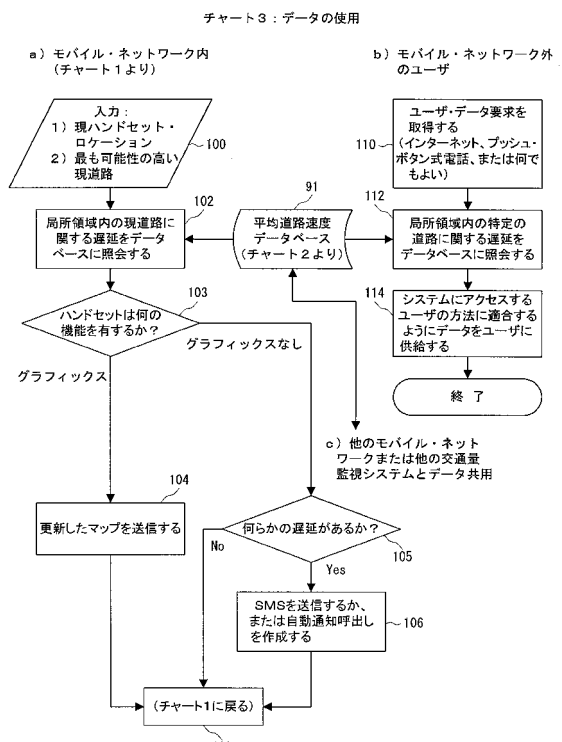 チャート3：データの使用
a）モバイル・ネットワーク内
（チャート1より）
b）モバイル・ネットワーク外
のユーザ
入力：
1）現ハンドセット・
ロケーション
2）最も可能性の高い
現道路
100
ユーザ・データ要求を
取得する
（インターネット、プッシュ・
ボタン式電話、または何で
もよい）
110
102
局所領域内の現道路に
関する遅延をデータ
ベースに照会する
91
平均道路速度
データベース
（チャート2より）
112
局所領域内の特定の
道路に関する遅延を
データベースに照会する
103
ハンドセットは何の
機能を有するか？
114
システムにアクセスする
ユーザの方法に適合する
ようにデータをユーザに
供給する
グラフィックス
グラフィックスなし
終 了
c）他のモバイル・ネット
ワークまたは他の交通量
監視システムとデータ共用
104
更新したマップを送信する
何らかの遅延があるか？
105
No
Yes
SMSを送信するか、
または自動通知呼出し
を作成する
106
（チャート1に戻る）